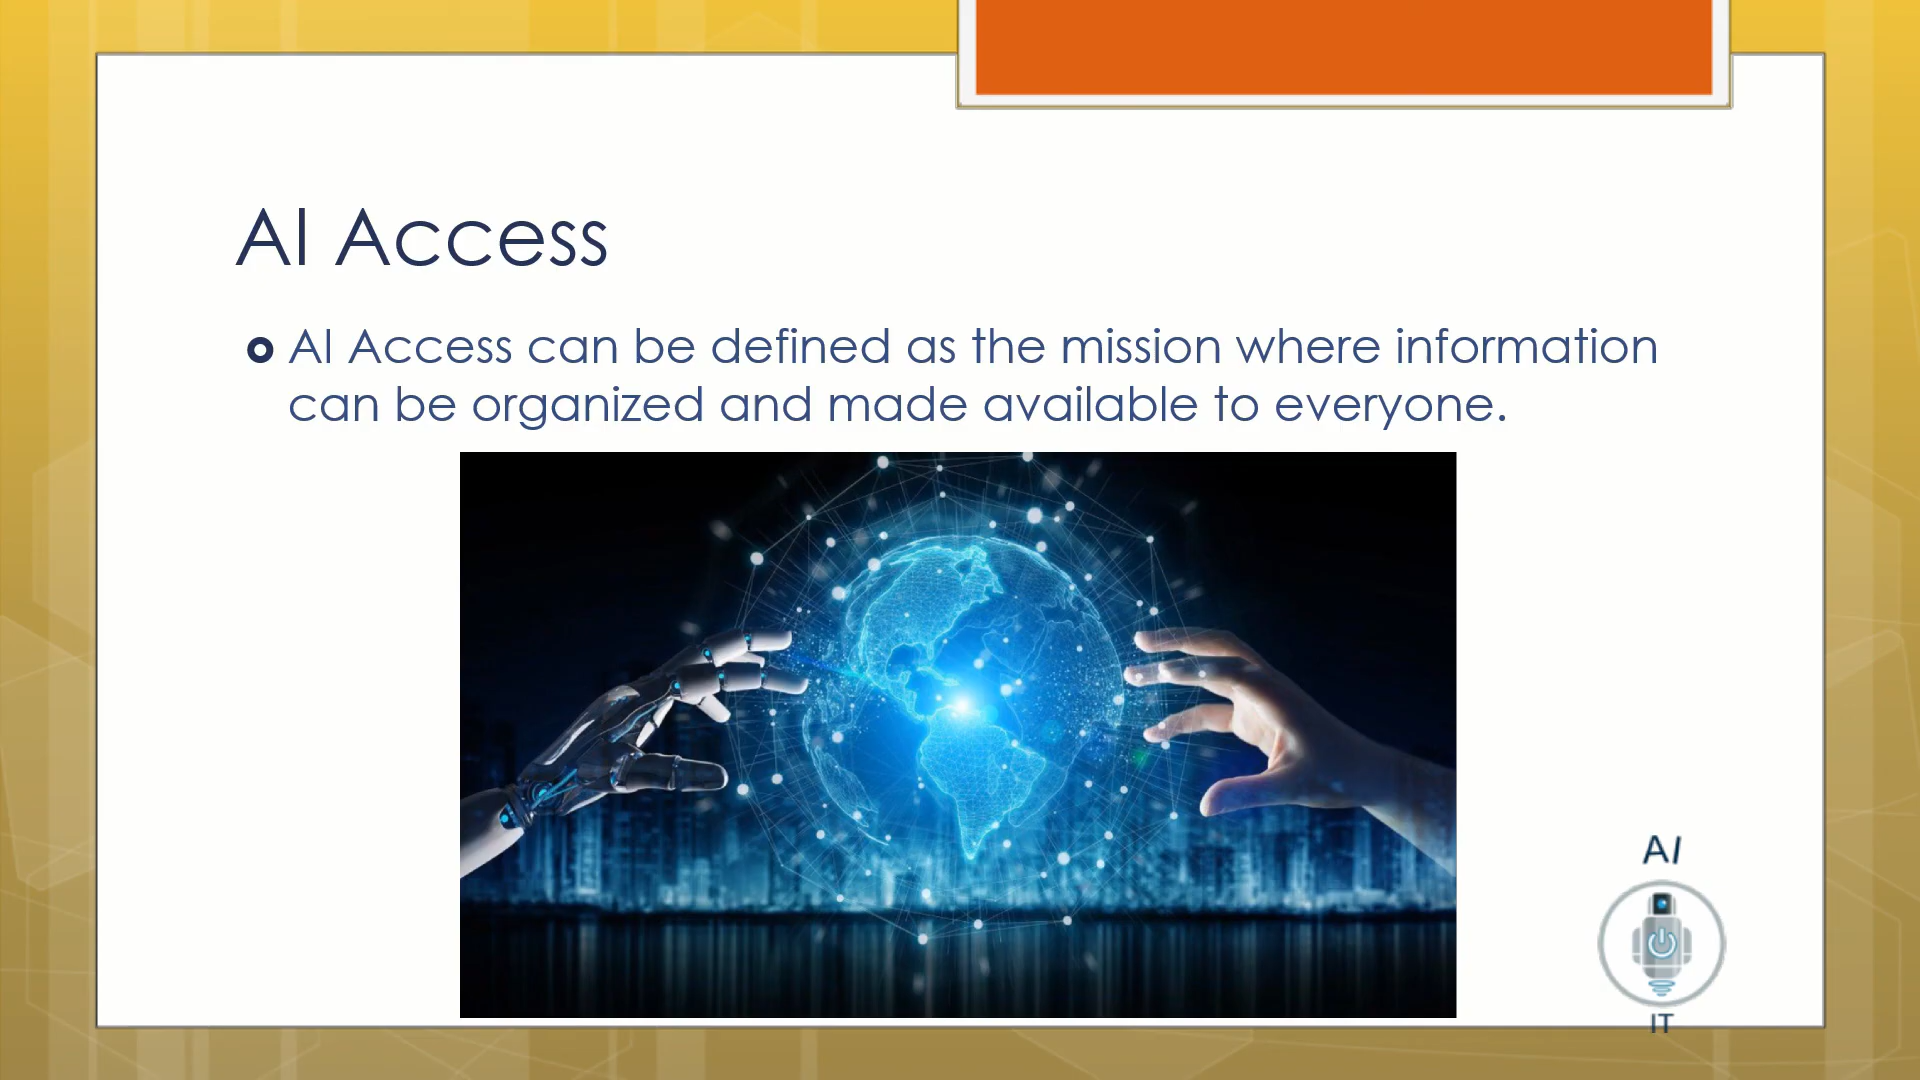 AI Access
AI Access can be defined as the mission where information
can be organized and made available to everyone.
AI
IT